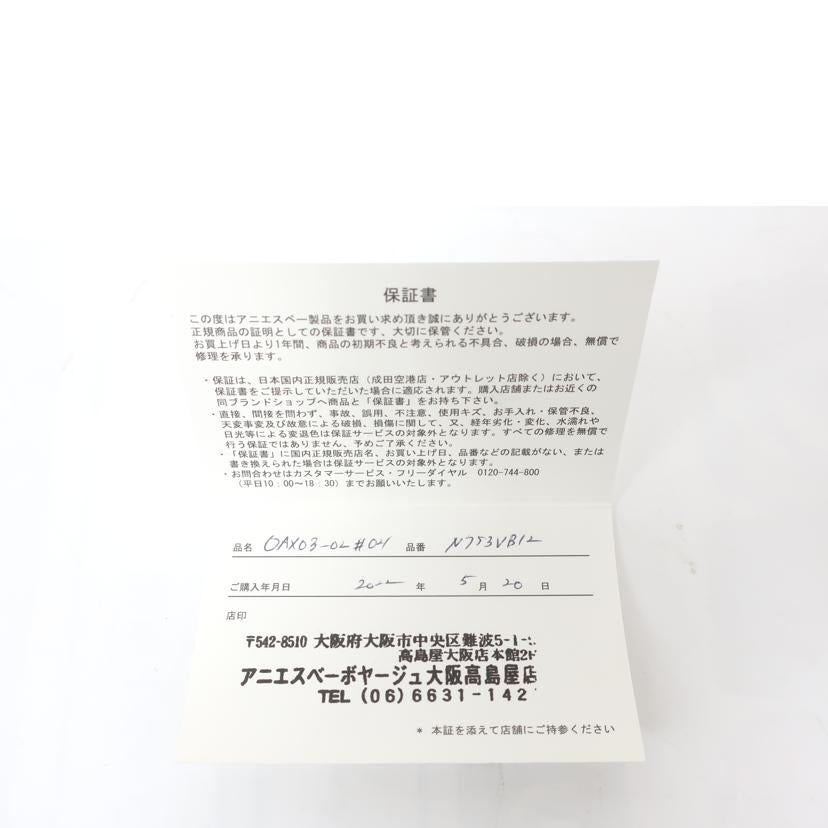 保証書
この度はアニエスベー製品をお買い求め頂き誠にありがとうございます。
正規商品の証明としての保証書です、大切に保管ください。
お買上げ日より1年間、商品の初期不良と考えられる不具合、破損の場合、無償で
修理を承ります。
・保証は、日本国内正規販売店（成田空港店・アウトレット店除く）において、
保証書をご提示していただいた場合に適応されます。購入店舗またはお近くの
同ブランドショップへ商品と「保証書」をお持ち下さい。
・直接、間接を問わず、事故、誤用、不注意、使用キズ、お手入れ・保管不良、
天変事変及び故意による破損、損傷に関して、又、経年劣化・変化、水濡れや
日光等による変退色は保証サービスの対象外となります。すべての修理を無償で
行う保証ではありません、予めご了承ください。
・「保証書」に国内正規販売店名、お買い上げ日、品番などの記載がない、または
書き換えられた場合は保証サービスの対象外となります。
・お問合わせはカスタマーサービス・フリーダイヤル 0120-744-800
（平日10：00～18：30）までお願いいたします。
品名 OAX03-02 #04 品番 N753VB12
ご購入年月日 2022 年 5 月 20 日
店印
〒542-8510 大阪府大阪市中央区難波5-1-
高島屋大阪店本館2F
アニエスベーボヤージュ大阪高島屋店
TEL (06) 6631-142
* 本証を添えて店舗にご持参ください